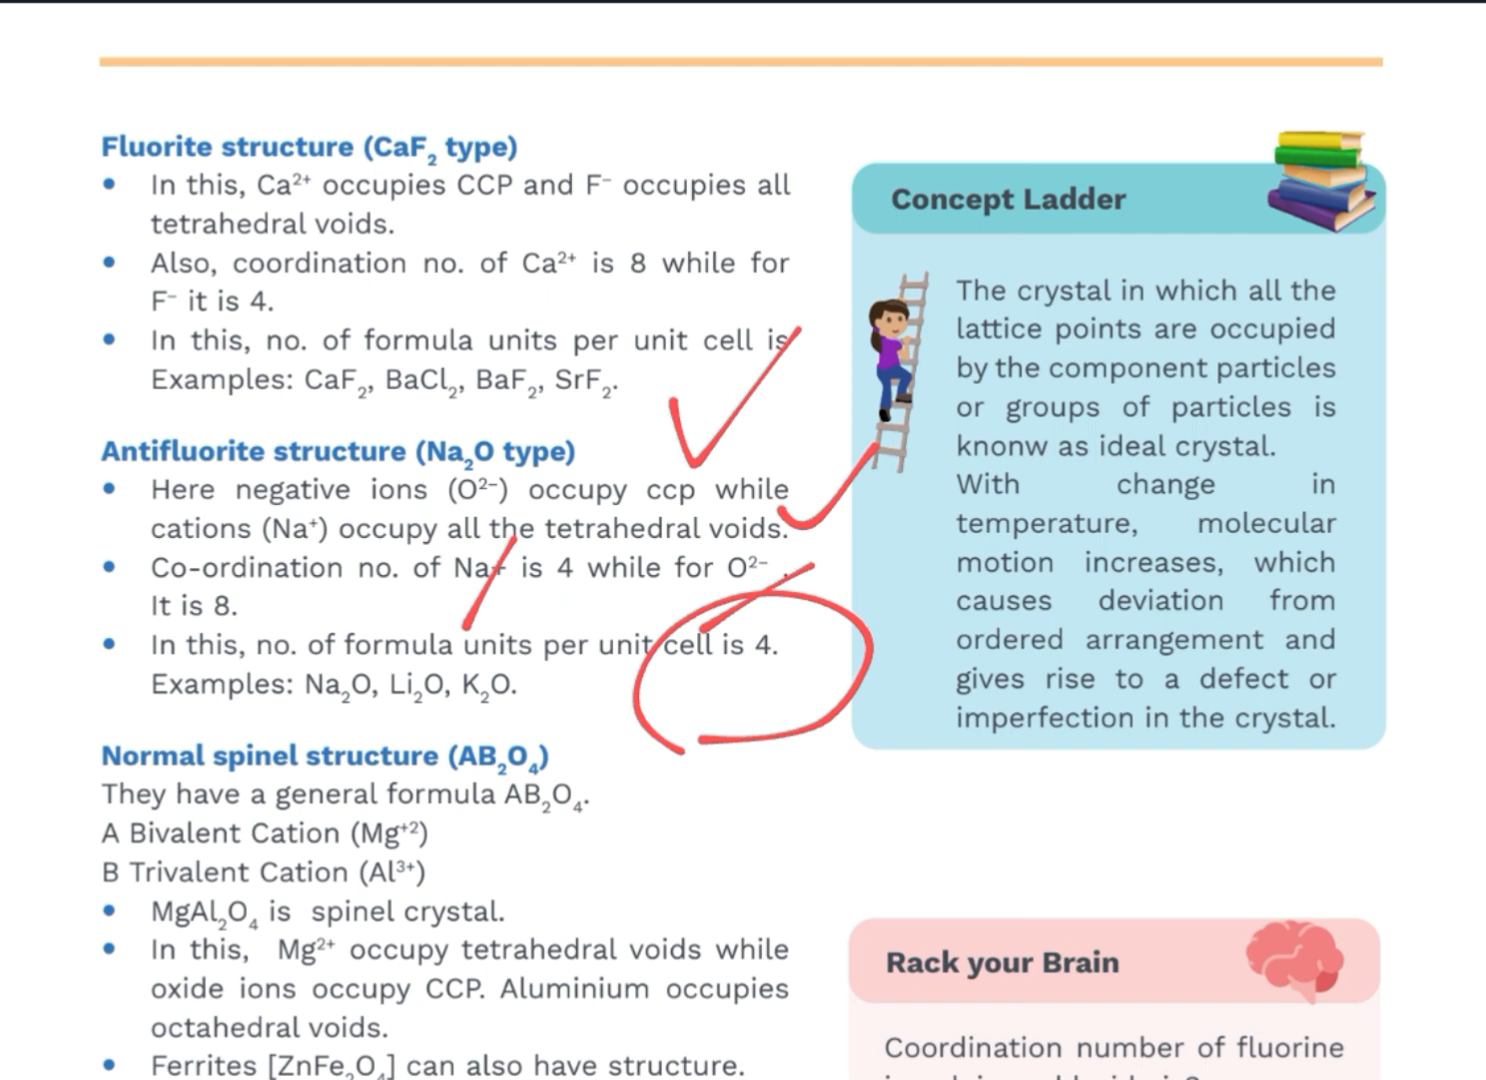 Fluorite structure (CaF₂ type)
• In this, Ca²⁺ occupies CCP and F⁻ occupies all
tetrahedral voids.
• Also, coordination no. of Ca²⁺ is 8 while for
F⁻ it is 4.
• In this, no. of formula units per unit cell is
Examples: CaF₂, BaCl₂, BaF₂, SrF₂.
Antifluorite structure (Na₂O type)
• Here negative ions (O²⁻) occupy ccp while
cations (Na⁺) occupy all the tetrahedral voids.
• Co-ordination no. of Na+ is 4 while for O²⁻ .
It is 8.
• In this, no. of formula units per unit cell is 4.
Examples: Na₂O, Li₂O, K₂O.
Normal spinel structure (AB₂O₄)
They have a general formula AB₂O₄.
A Bivalent Cation (Mg⁺²)
B Trivalent Cation (Al³⁺)
• MgAl₂O₄ is spinel crystal.
• In this, Mg²⁺ occupy tetrahedral voids while
oxide ions occupy CCP. Aluminium occupies
octahedral voids.
• Ferrites [ZnFe₂O₄] can also have structure.
Concept Ladder
The crystal in which all the
lattice points are occupied
by the component particles
or groups of particles is
knonw as ideal crystal.
With change in
temperature, molecular
motion increases, which
causes deviation from
ordered arrangement and
gives rise to a defect or
imperfection in the crystal.
Rack your Brain
Coordination number of fluorine